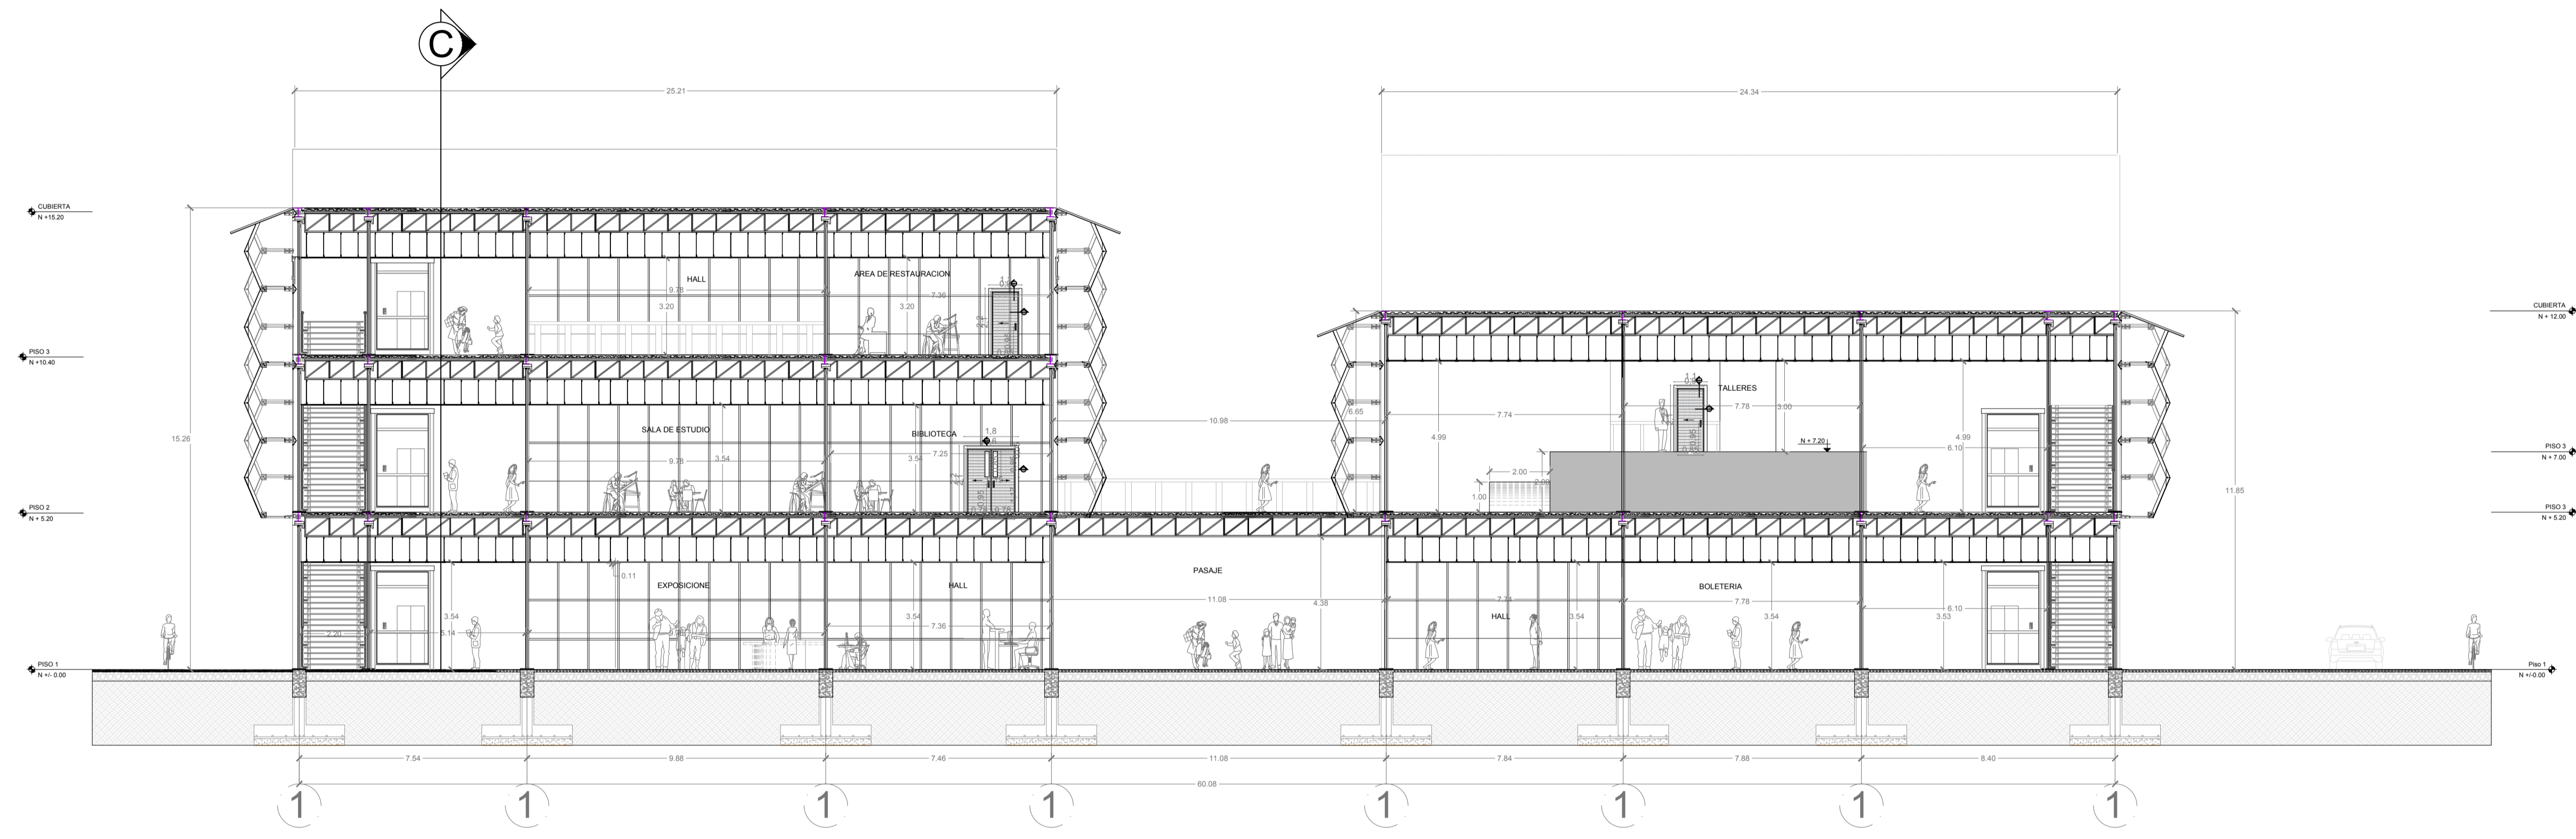 C
25.21
24.34
CUBIERTA
N +15.20
HALL
AREA DE RESTAURACION
9.78
7.36
3.20
3.20
CUBIERTA
N + 12.00
PISO 3
N +10.40
TALLERES
7.74
7.78
3.00
6.65
10.98
15.26
SALA DE ESTUDIO
BIBLIOTECA
1,8
9.78
3.54
7.25
4.99
N + 7.20
4.99
6.10
PISO 3
N + 7.00
2.00
1.00
11.85
PISO 2
N + 5.20
PISO 3
N + 5.20
0.11
EXPOSICIONE
HALL
PASAJE
BOLETERIA
11.08
4.38
7.78
6.10
3.54
3.54
3.54
3.54
3.53
HALL
2.20
5.14
7.36
PISO 1
N +/- 0.00
Piso 1
N +/-0.00
7.54
9.88
7.46
11.08
7.84
7.88
8.40
60.08
1
1
1
1
1
1
1
1